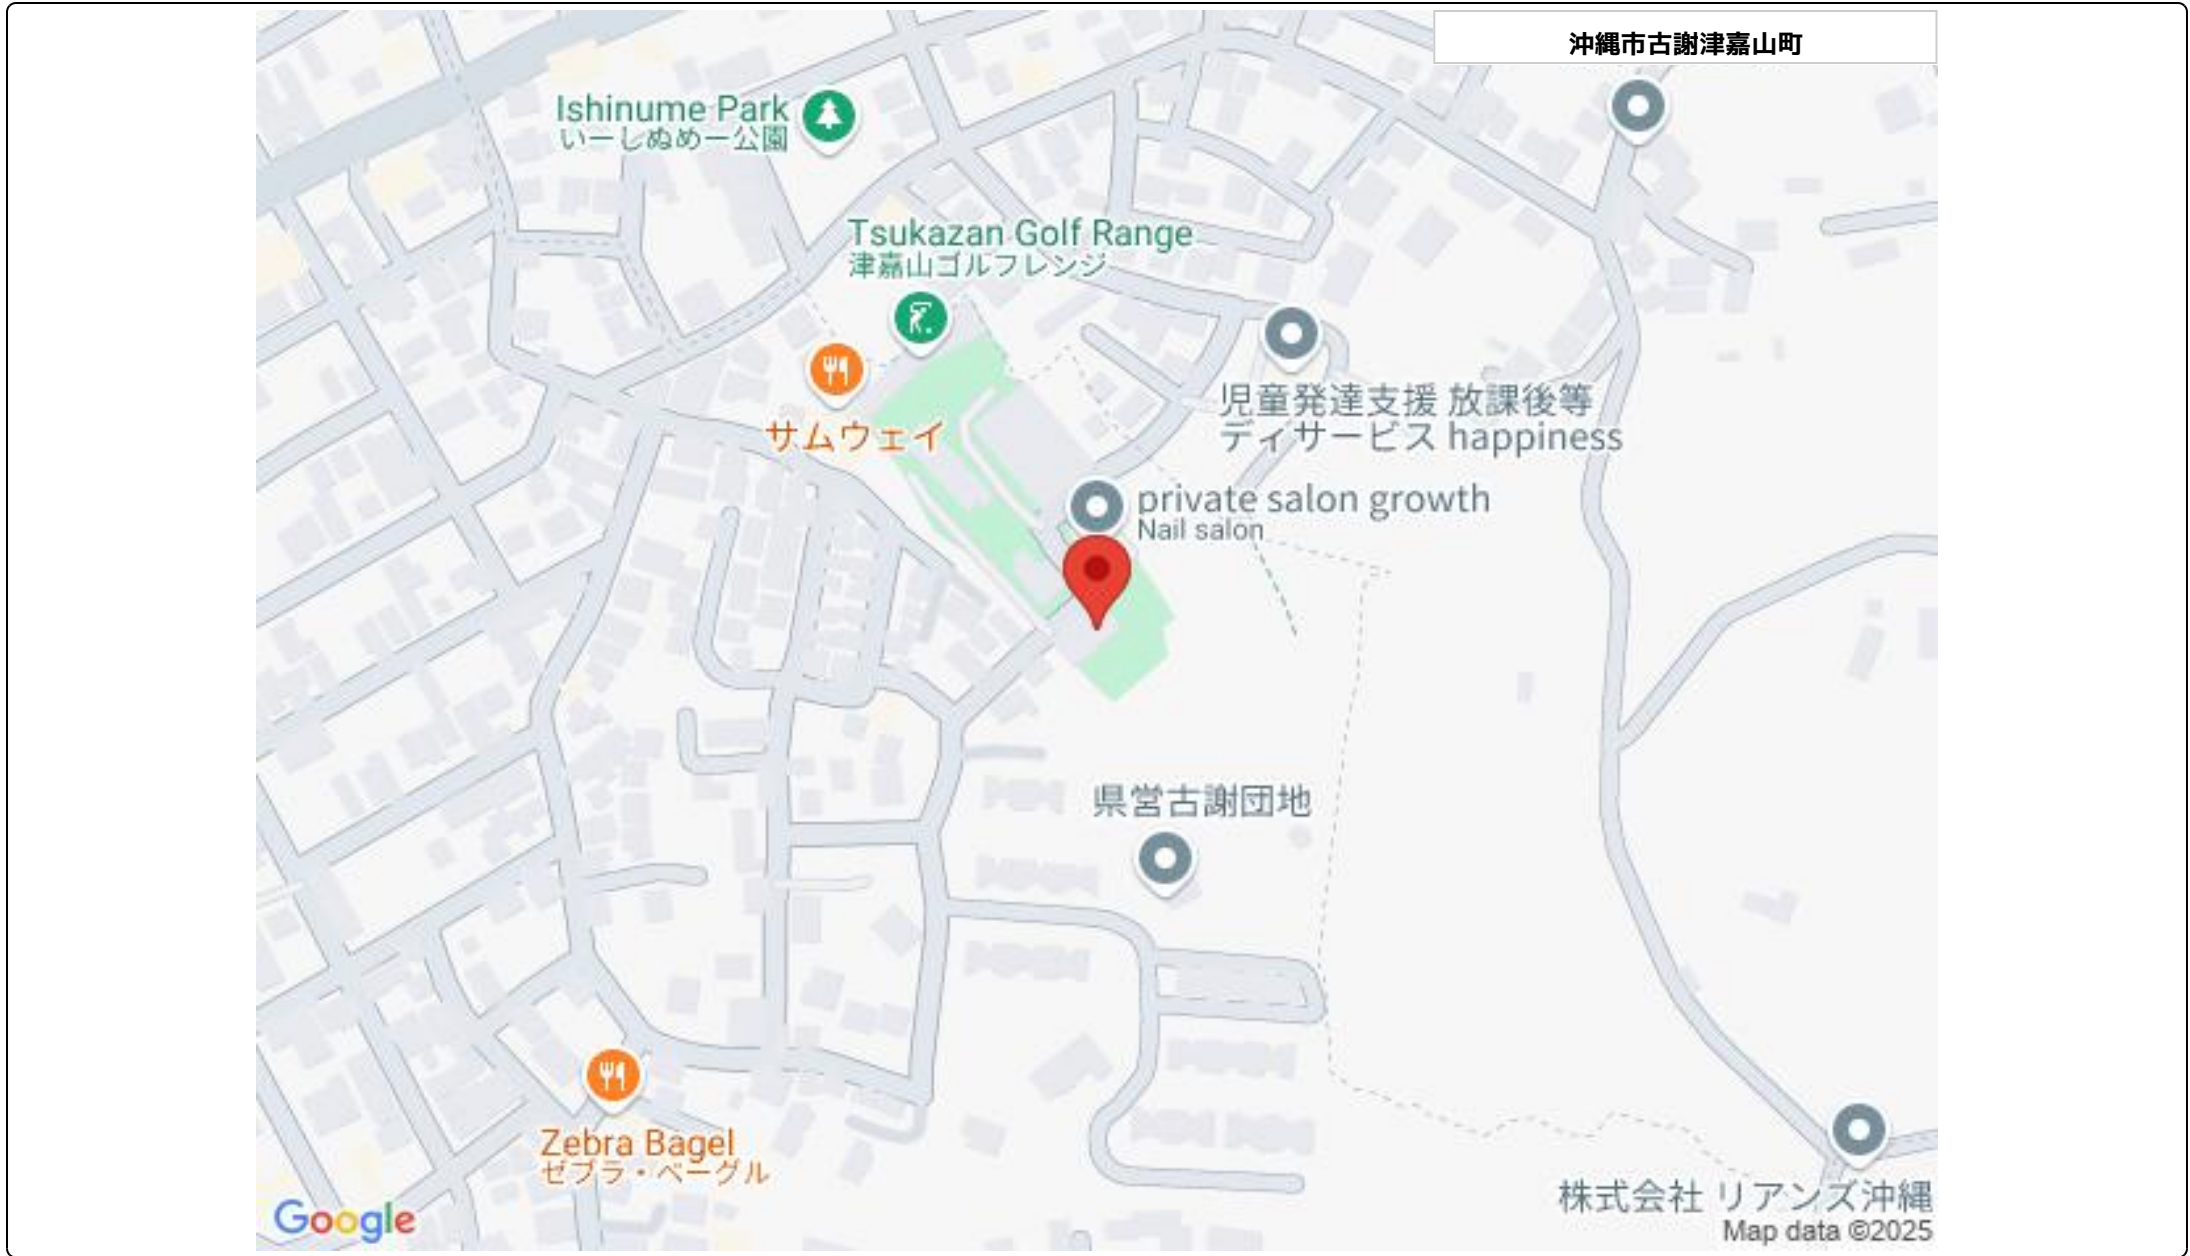 沖縄市古謝津嘉山町
Ishinume Park
いーしぬめー公園
Tsukazan Golf Range
津嘉山ゴルフレンジ
サムウェイ
児童発達支援 放課後等
ディサービス happiness
private salon growth
Nail salon
県営古謝団地
Zebra Bagel
ゼブラ・ベーグル
株式会社 リアンズ沖縄
Google
Map data ©2025